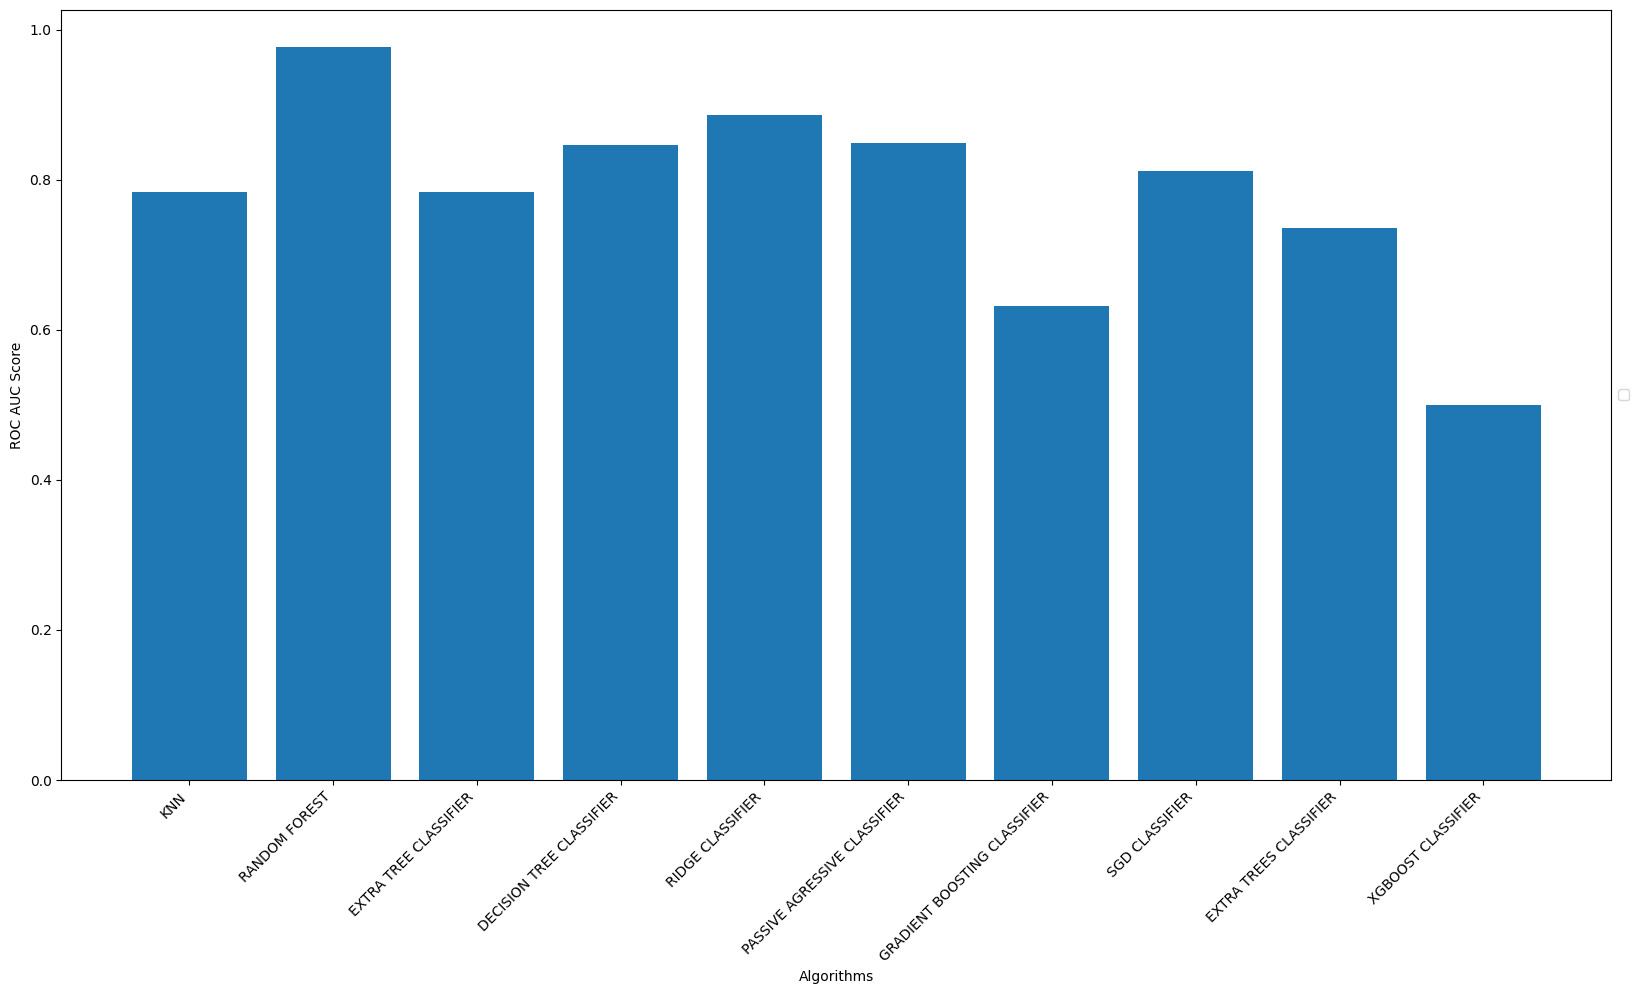 1.0
0.8
0.6
0.4
0.2
0.0
ROC AUC Score
KNN
RANDOM FOREST
EXTRA TREE CLASSIFIER
DECISION TREE CLASSIFIER
RIDGE CLASSIFIER
PASSIVE AGRESSIVE CLASSIFIER
GRADIENT BOOSTING CLASSIFIER
SGD CLASSIFIER
EXTRA TREES CLASSIFIER
XGBOOST CLASSIFIER
Algorithms